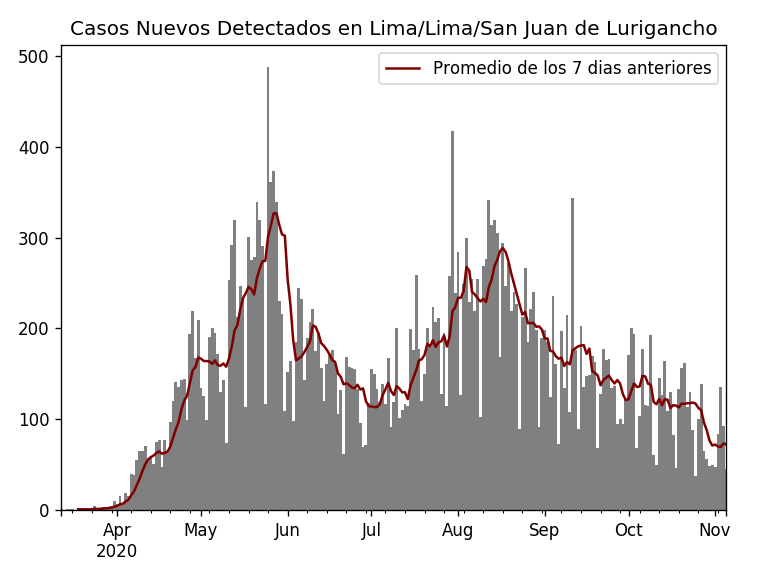 Casos Nuevos Detectados en Lima/Lima/San Juan de Lurigancho
Promedio de los 7 dias anteriores
500
400
300
200
100
0
Apr May Jun Jul Aug Sep Oct Nov
2020